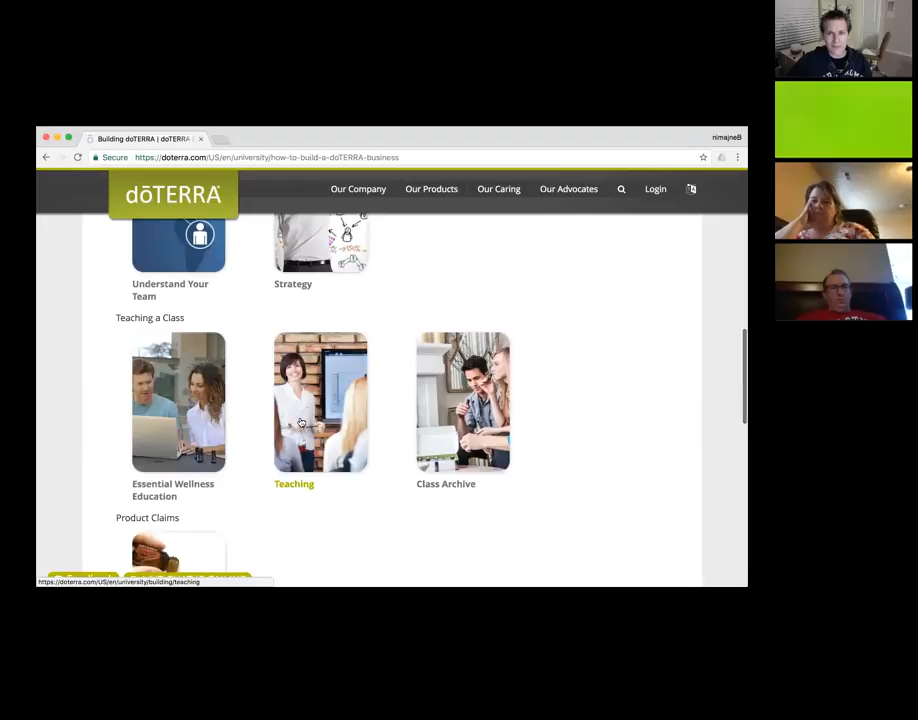 Building dōTERRA | dōTERRA
nimajneB
Secure
https://doterra.com/US/en/university/how-to-build-a-doTERRA-business
dōTERRA
Our Company
Our Products
Our Caring
Our Advocates
Login
Understand Your
Team
Strategy
Teaching a Class
Essential Wellness
Education
Teaching
Class Archive
Product Claims
https://doterra.com/US/en/university/building/teaching